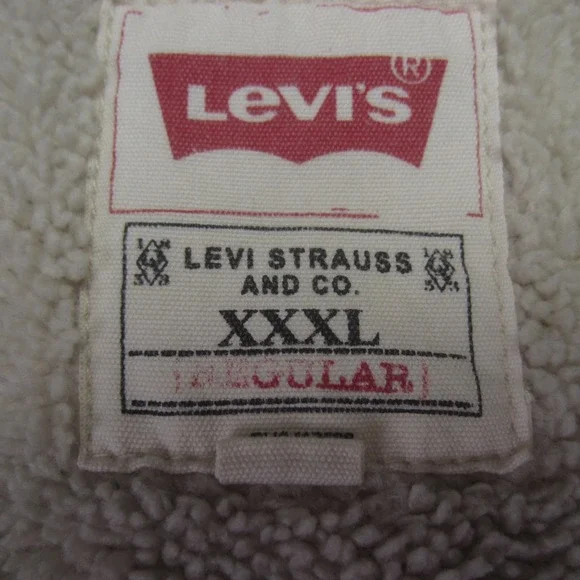 LEVI'S ®
LEVI STRAUSS
AND CO.
XXXL
[REGULAR]